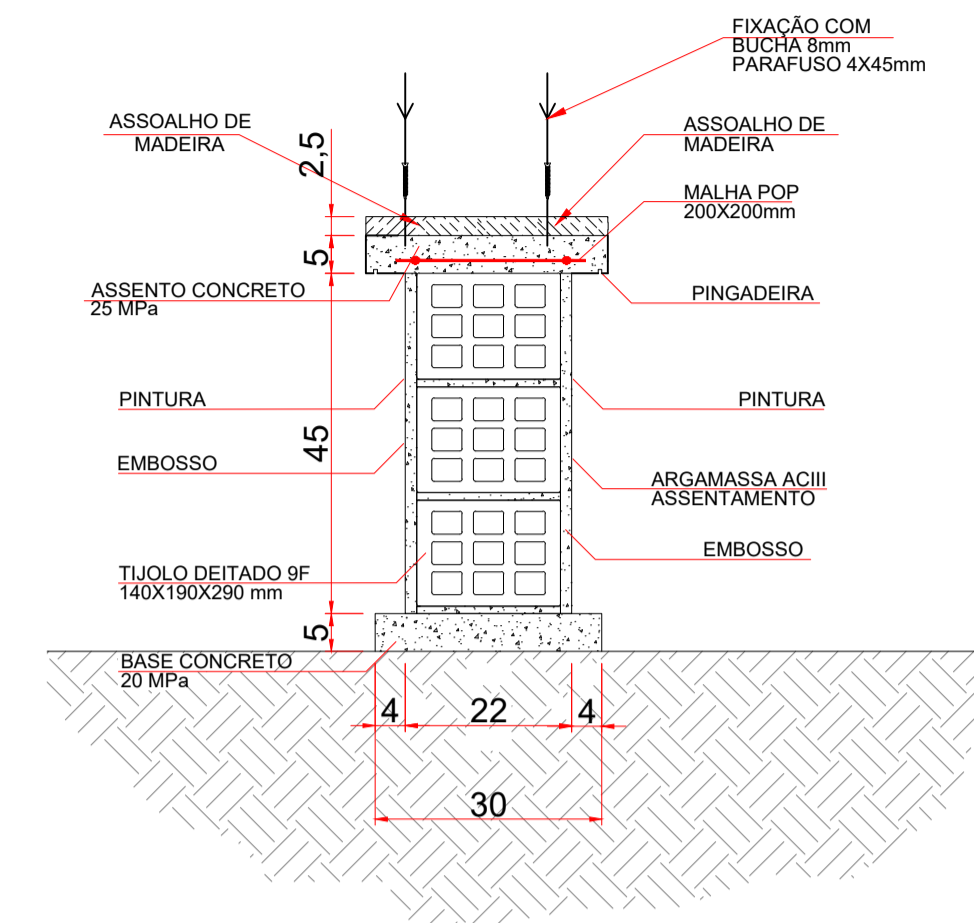 FIXAÇÃO COM
BUCHA 8mm
PARAFUSO 4X45mm
ASSOALHO DE
MADEIRA
ASSOALHO DE
MADEIRA
2,5
MALHA POP
200X200mm
5
ASSENTO CONCRETO
25 MPa
PINGADEIRA
PINTURA
PINTURA
45
EMBOSSO
ARGAMASSA ACIII
ASSENTAMENTO
EMBOSSO
TIJOLO DEITADO 9F
140X190X290 mm
5
BASE CONCRETO
20 MPa
4
22
4
30